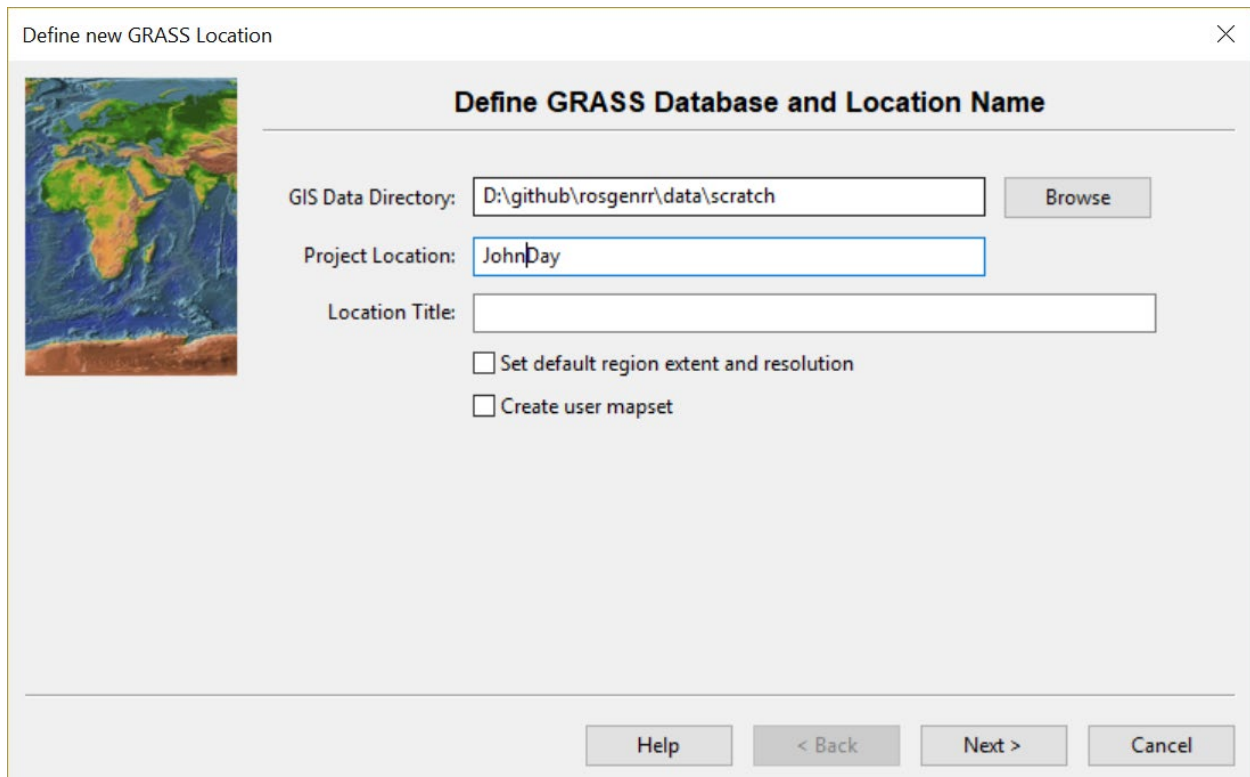 Define new GRASS Location
Define GRASS Database and Location Name
GIS Data Directory: D:\github\rosgenrr\data\scratch Browse
Project Location: JohnDay
Location Title:
Set default region extent and resolution
Create user mapset
Help < Back Next > Cancel